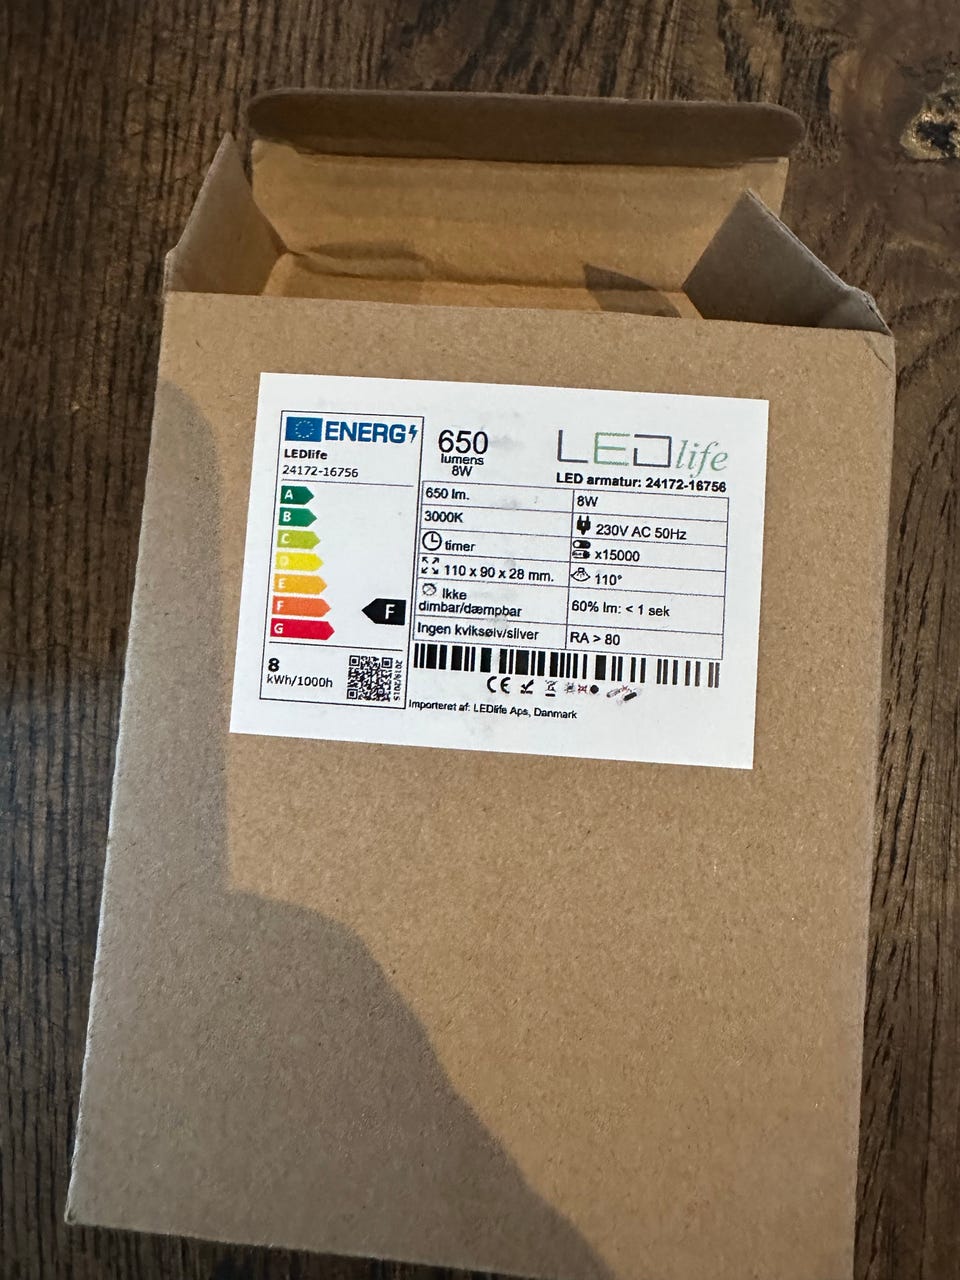 ENERG
LEDlife
24172-16756
A
B
C
D
E
F
G
F
8
kWh/1000h
2019/2015
650
lumens
8W
LEDlife
LED armatur: 24172-16756
650 lm.
8W
3000K
230V AC 50Hz
timer
x15000
110 x 90 x 28 mm.
110°
Ikke
dimbar/dæmpbar
60% lm: < 1 sek
Ingen kviksølv/silver
RA > 80
CE
Importeret af: LEDlife Aps, Danmark